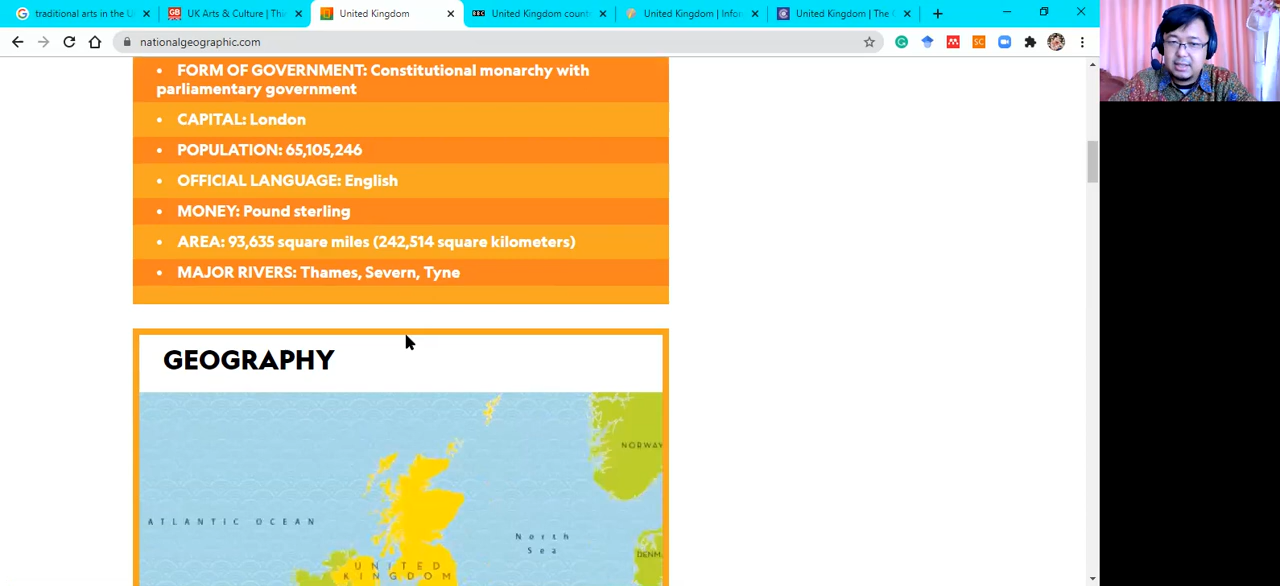 traditional arts in the U
UK Arts & Culture | Thi
United Kingdom
BBC
United Kingdom count
United Kingdom | Infor
United Kingdom | The C
nationalgeographic.com
• FORM OF GOVERNMENT: Constitutional monarchy with
parliamentary government
• CAPITAL: London
• POPULATION: 65,105,246
• OFFICIAL LANGUAGE: English
• MONEY: Pound sterling
• AREA: 93,635 square miles (242,514 square kilometers)
• MAJOR RIVERS: Thames, Severn, Tyne
GEOGRAPHY
NORWAY
ATLANTIC OCEAN
North
Sea
DENM
UNITED
KINGDOM